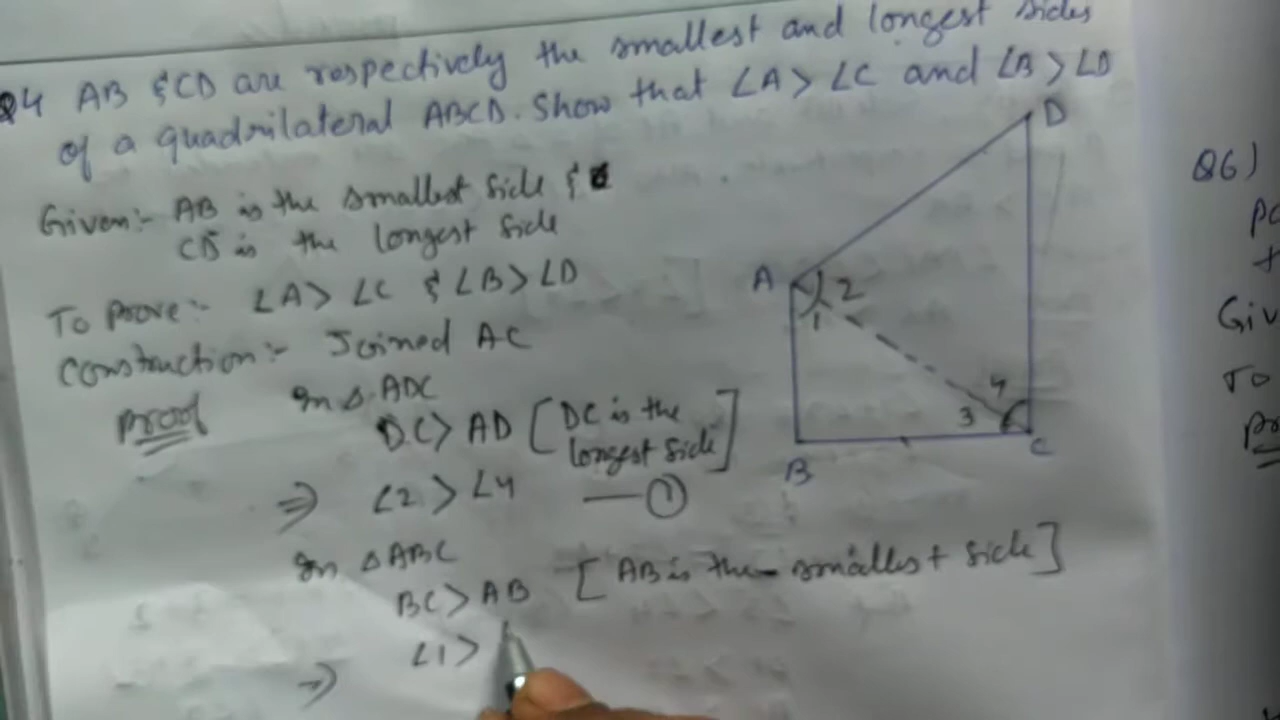 Q4 AB & CD are respectively the smallest and longest sides
of a quadrilateral ABCD. Show that ∠A > ∠C and ∠B > ∠D
Given:- AB is the smallest side &
CD is the longest side
To Prove:- ∠A > ∠C & ∠B > ∠D
Construction:- Joined AC
Proof In △ ADC
DC > AD [DC is the
longest side]
⇒ ∠2 > ∠4 —①
In △ABC
BC > AB [AB is the smallest side]
⇒ ∠1 >
D
A
2
1
4
3
B
C
Q6)
Giv
To